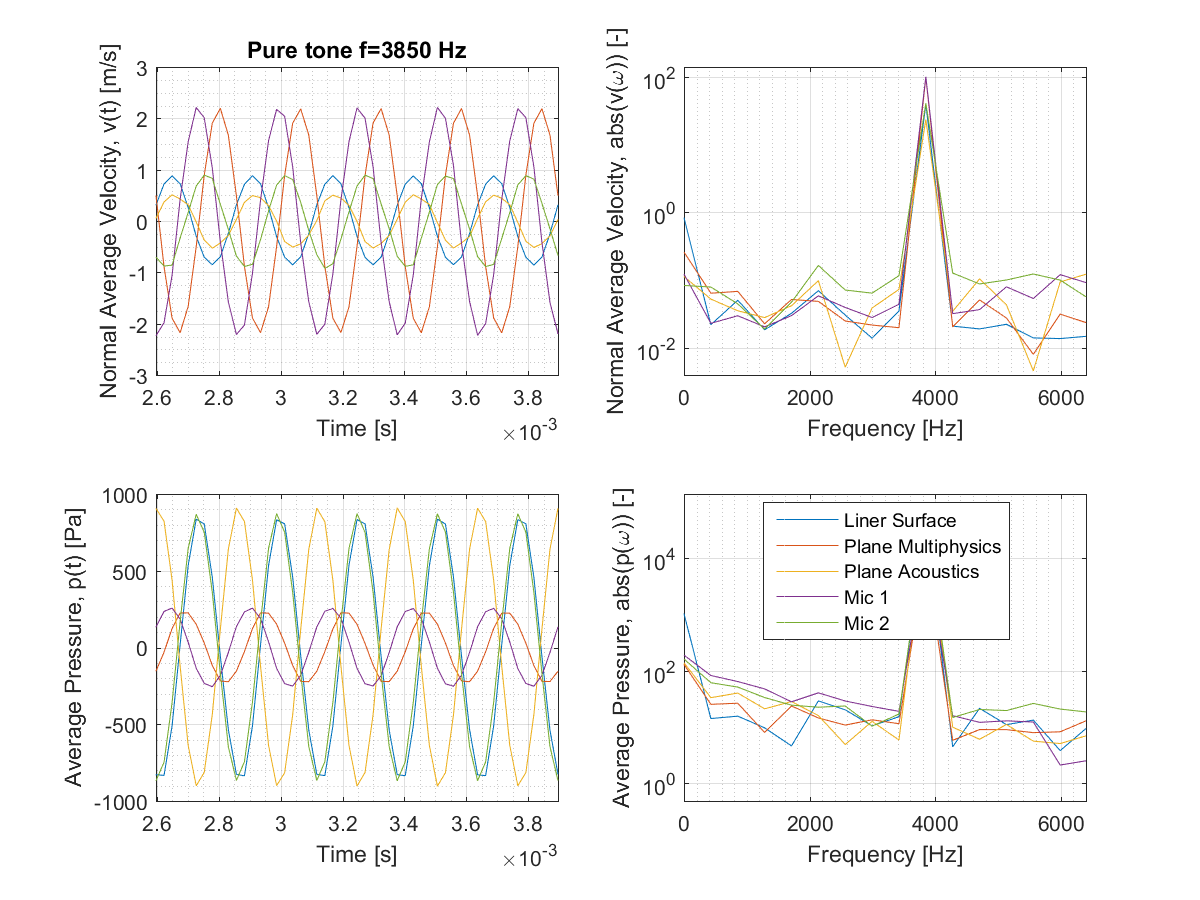 Pure tone f=3850 Hz
Normal Average Velocity, v(t) [m/s]
3
2
1
0
-1
-2
-3
2.6 2.8 3 3.2 3.4 3.6 3.8
Time [s]
×10^-3
Normal Average Velocity, abs(v(ω)) [-]
10^2
10^0
10^-2
0 2000 4000 6000
Frequency [Hz]
Average Pressure, p(t) [Pa]
1000
500
0
-500
-1000
2.6 2.8 3 3.2 3.4 3.6 3.8
Time [s]
×10^-3
Average Pressure, abs(p(ω)) [-]
10^4
10^2
10^0
Liner Surface
Plane Multiphysics
Plane Acoustics
Mic 1
Mic 2
0 2000 4000 6000
Frequency [Hz]